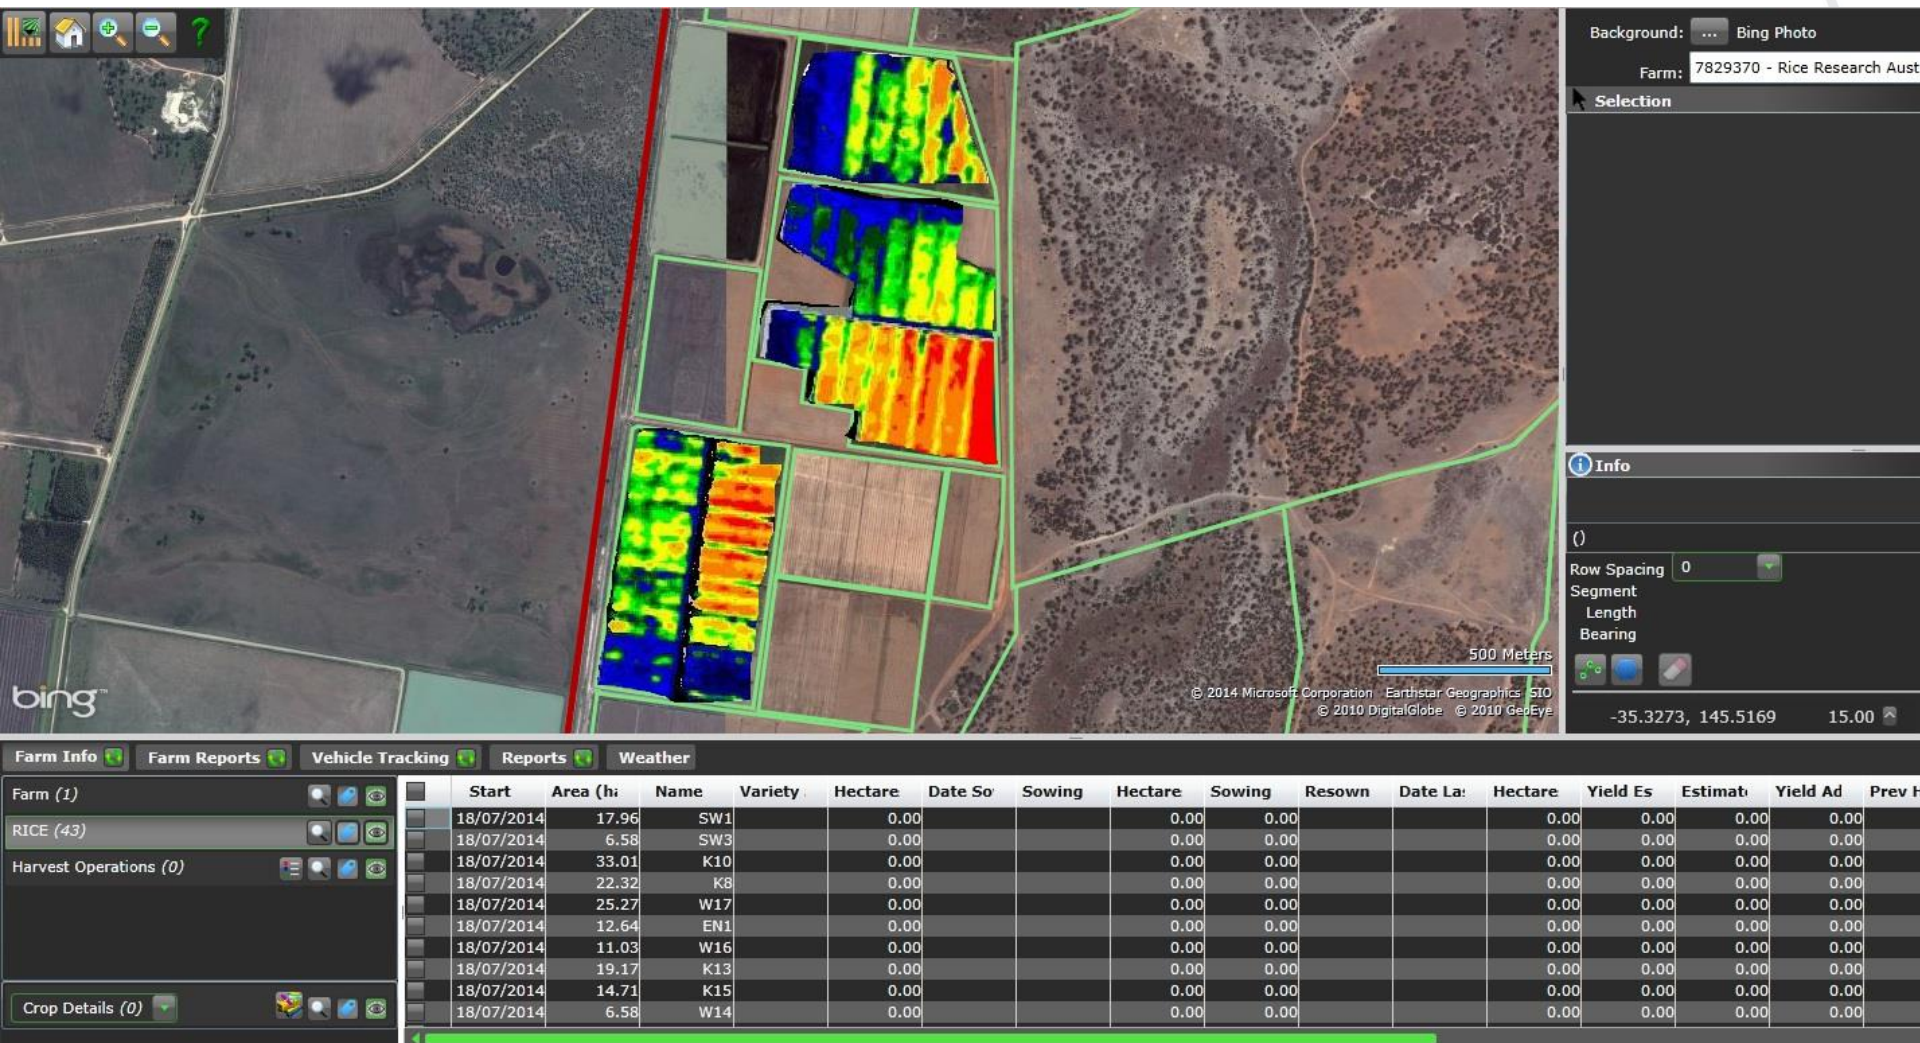 ?
Background: ... Bing Photo
Farm: 7829370 - Rice Research Aust
Selection
Info
()
Row Spacing 0
Segment
Length
Bearing
-35.3273, 145.5169 15.00
500 Meters
© 2014 Microsoft Corporation Earthstar Geographics SIO
© 2010 DigitalGlobe © 2010 GeoEye
bing™
Farm Info Farm Reports Vehicle Tracking Reports Weather
Farm (1)
RICE (43)
Harvest Operations (0)
Crop Details (0)
Start Area (ha Name Variety Hectare Date So Sowing Hectare Sowing Resown Date La: Hectare Yield Es Estimate Yield Ad Prev H
18/07/2014 17.96 SW1 0.00 0.00 0.00 0.00 0.00 0.00 0.00
18/07/2014 6.58 SW3 0.00 0.00 0.00 0.00 0.00 0.00 0.00
18/07/2014 33.01 K10 0.00 0.00 0.00 0.00 0.00 0.00 0.00
18/07/2014 22.32 K8 0.00 0.00 0.00 0.00 0.00 0.00 0.00
18/07/2014 25.27 W17 0.00 0.00 0.00 0.00 0.00 0.00 0.00
18/07/2014 12.64 EN1 0.00 0.00 0.00 0.00 0.00 0.00 0.00
18/07/2014 11.03 W16 0.00 0.00 0.00 0.00 0.00 0.00 0.00
18/07/2014 19.17 K13 0.00 0.00 0.00 0.00 0.00 0.00 0.00
18/07/2014 14.71 K15 0.00 0.00 0.00 0.00 0.00 0.00 0.00
18/07/2014 6.58 W14 0.00 0.00 0.00 0.00 0.00 0.00 0.00